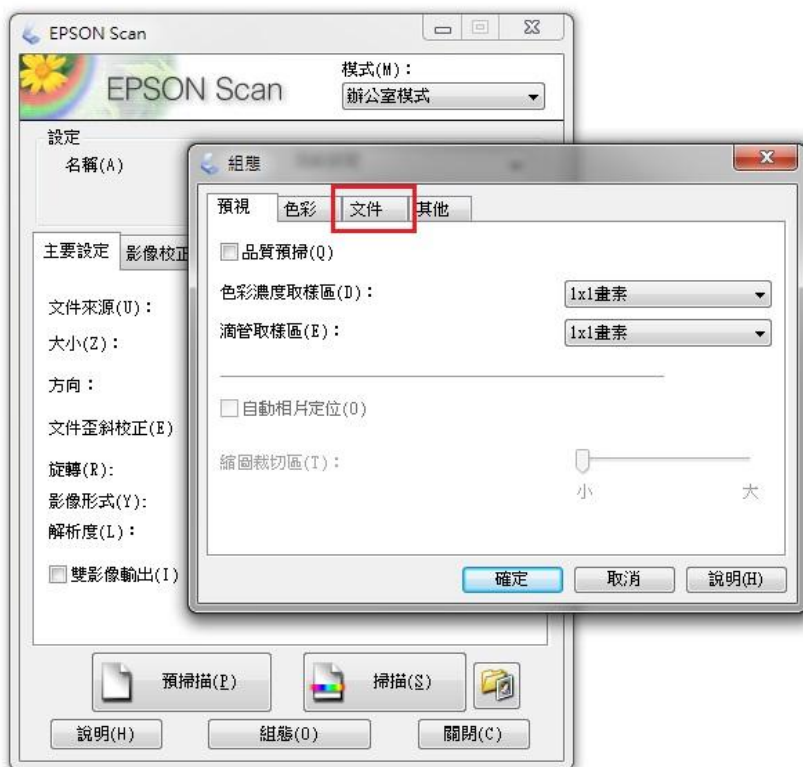 EPSON Scan
EPSON Scan
模式(M):
辦公室模式
設定
名稱(A)
主要設定 影像校正
文件來源(U):
大小(Z):
方向:
文件歪斜校正(E)
旋轉(R):
影像形式(Y):
解析度(L):
雙影像輸出(I)
組態
預視 色彩 文件 其他
品質預掃(Q)
色彩濃度取樣區(D): 1x1畫素
滴管取樣區(E): 1x1畫素
自動相片定位(O)
縮圖裁切區(T):
小 大
確定 取消 說明(H)
預掃描(P) 掃描(S)
說明(H) 組態(O) 關閉(C)